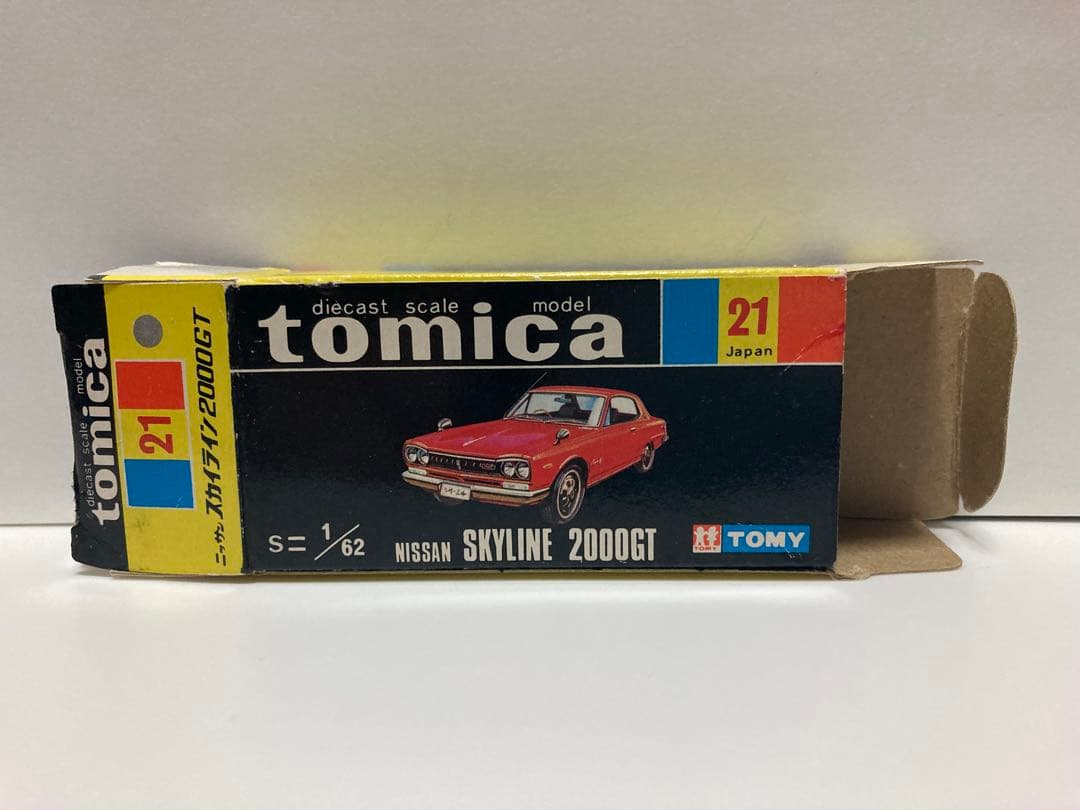 diecast scale model
tomica
21
ニッサン スカイライン2000GT
diecast scale model
tomica
21
Japan
S=1/62
NISSAN SKYLINE 2000GT
TOMY
TOMY